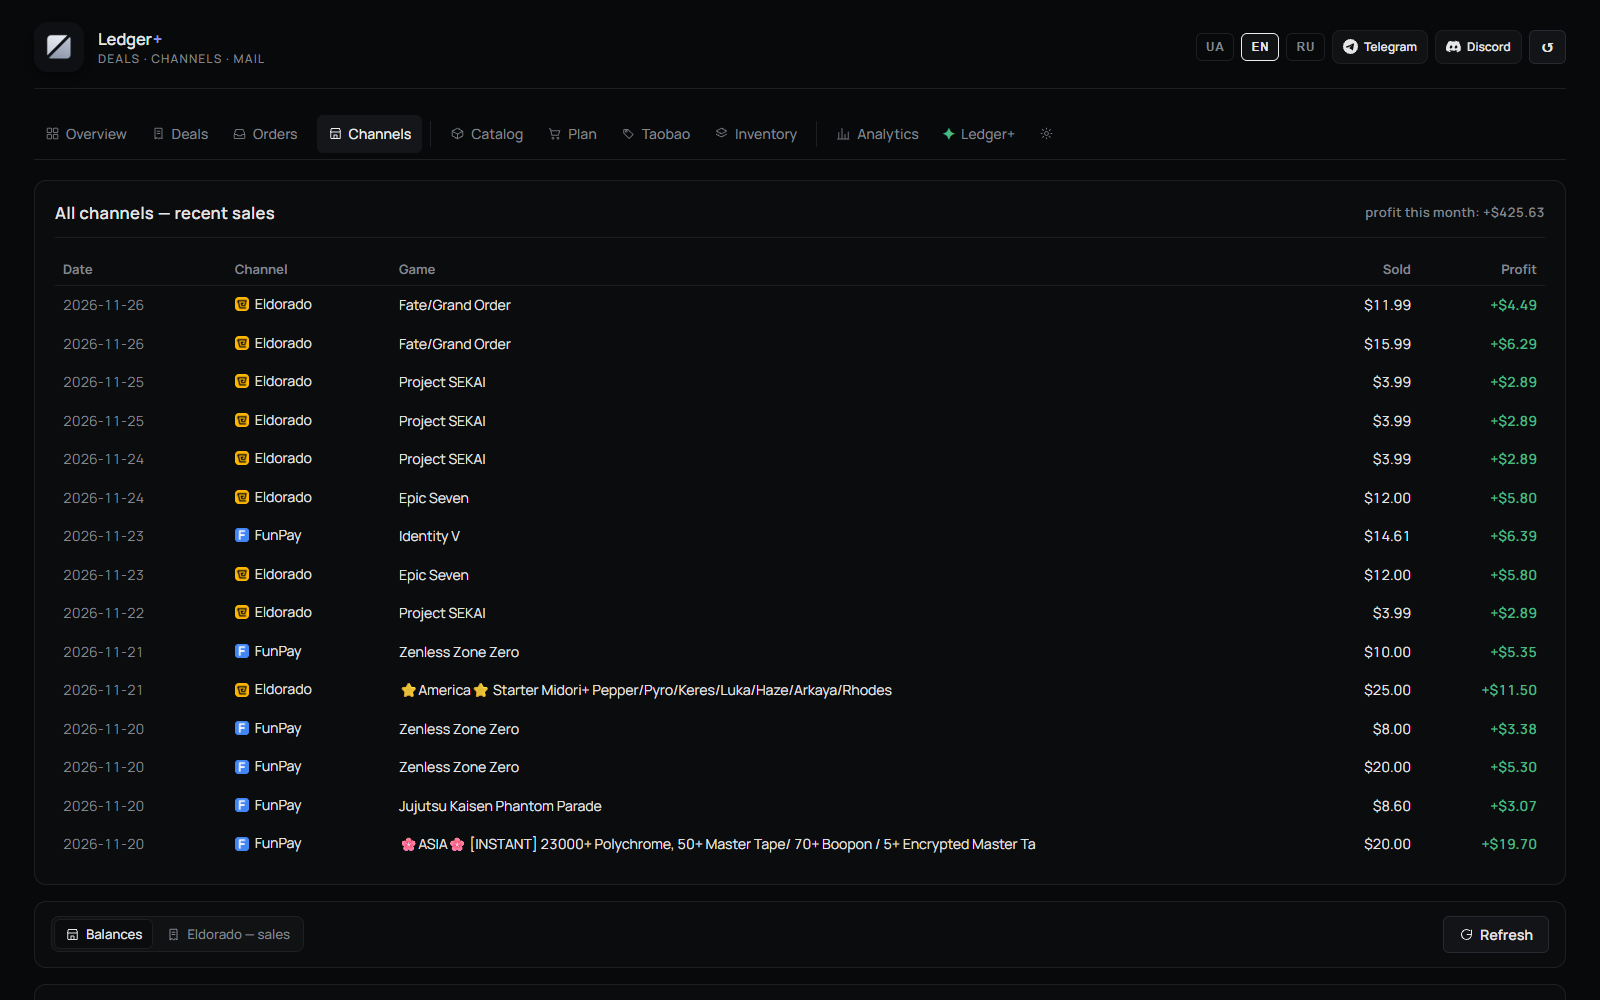 Ledger+
DEALS · CHANNELS · MAIL
UA EN RU Telegram Discord
Overview Deals Orders Channels Catalog Plan Taobao Inventory Analytics Ledger+
All channels — recent sales profit this month: +$425.63
Date Channel Game Sold Profit
2026-11-26 Eldorado Fate/Grand Order $11.99 +$4.49
2026-11-26 Eldorado Fate/Grand Order $15.99 +$6.29
2026-11-25 Eldorado Project SEKAI $3.99 +$2.89
2026-11-25 Eldorado Project SEKAI $3.99 +$2.89
2026-11-24 Eldorado Project SEKAI $3.99 +$2.89
2026-11-24 Eldorado Epic Seven $12.00 +$5.80
2026-11-23 F FunPay Identity V $14.61 +$6.39
2026-11-23 Eldorado Epic Seven $12.00 +$5.80
2026-11-22 Eldorado Project SEKAI $3.99 +$2.89
2026-11-21 F FunPay Zenless Zone Zero $10.00 +$5.35
2026-11-21 Eldorado ⭐America⭐ Starter Midori+ Pepper/Pyro/Keres/Luka/Haze/Arkaya/Rhodes $25.00 +$11.50
2026-11-20 F FunPay Zenless Zone Zero $8.00 +$3.38
2026-11-20 F FunPay Zenless Zone Zero $20.00 +$5.30
2026-11-20 F FunPay Jujutsu Kaisen Phantom Parade $8.60 +$3.07
2026-11-20 F FunPay 🌸ASIA🌸 [INSTANT] 23000+ Polychrome, 50+ Master Tape/ 70+ Boopon / 5+ Encrypted Master Ta $20.00 +$19.70
Balances Eldorado — sales Refresh